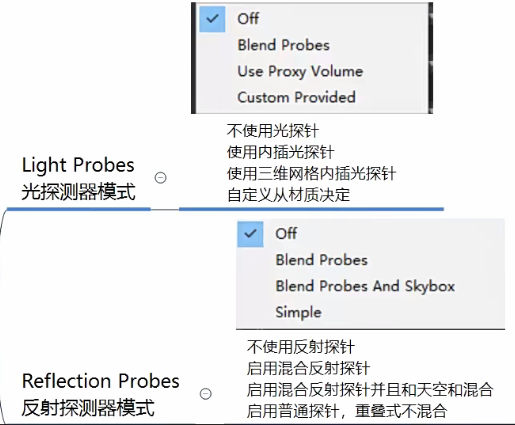 Off
Blend Probes
Use Proxy Volume
Custom Provided
不使用光探针
使用内插光探针
使用三维网格内插光探针
自定义从材质决定
Light Probes
光探测器模式
Off
Blend Probes
Blend Probes And Skybox
Simple
不使用反射探针
启用混合反射探针
启用混合反射探针并且和天空和混合
启用普通探针，重叠式不混合
Reflection Probes
反射探测器模式